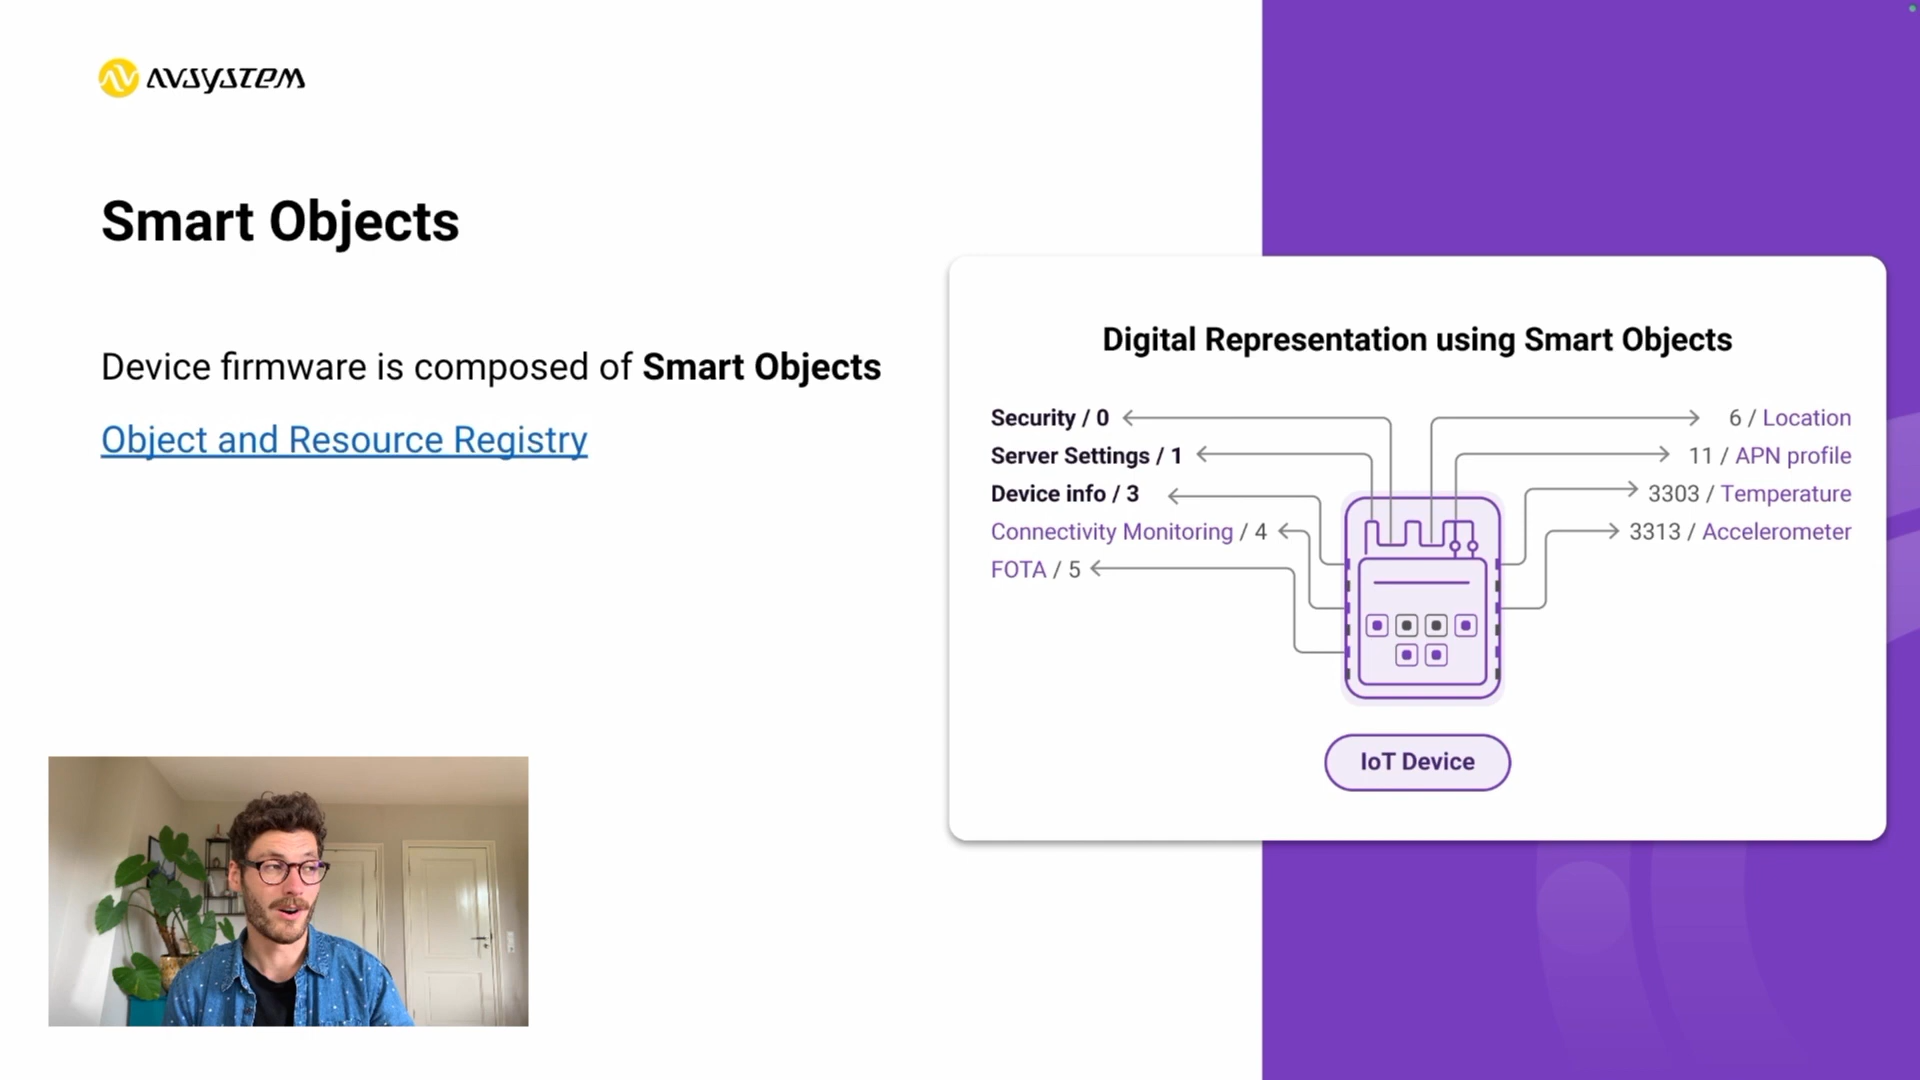 AVSYSTEM
Smart Objects
Device firmware is composed of Smart Objects
Object and Resource Registry
Digital Representation using Smart Objects
Security / 0
Server Settings / 1
Device info / 3
Connectivity Monitoring / 4
FOTA / 5
6 / Location
11 / APN profile
3303 / Temperature
3313 / Accelerometer
IoT Device